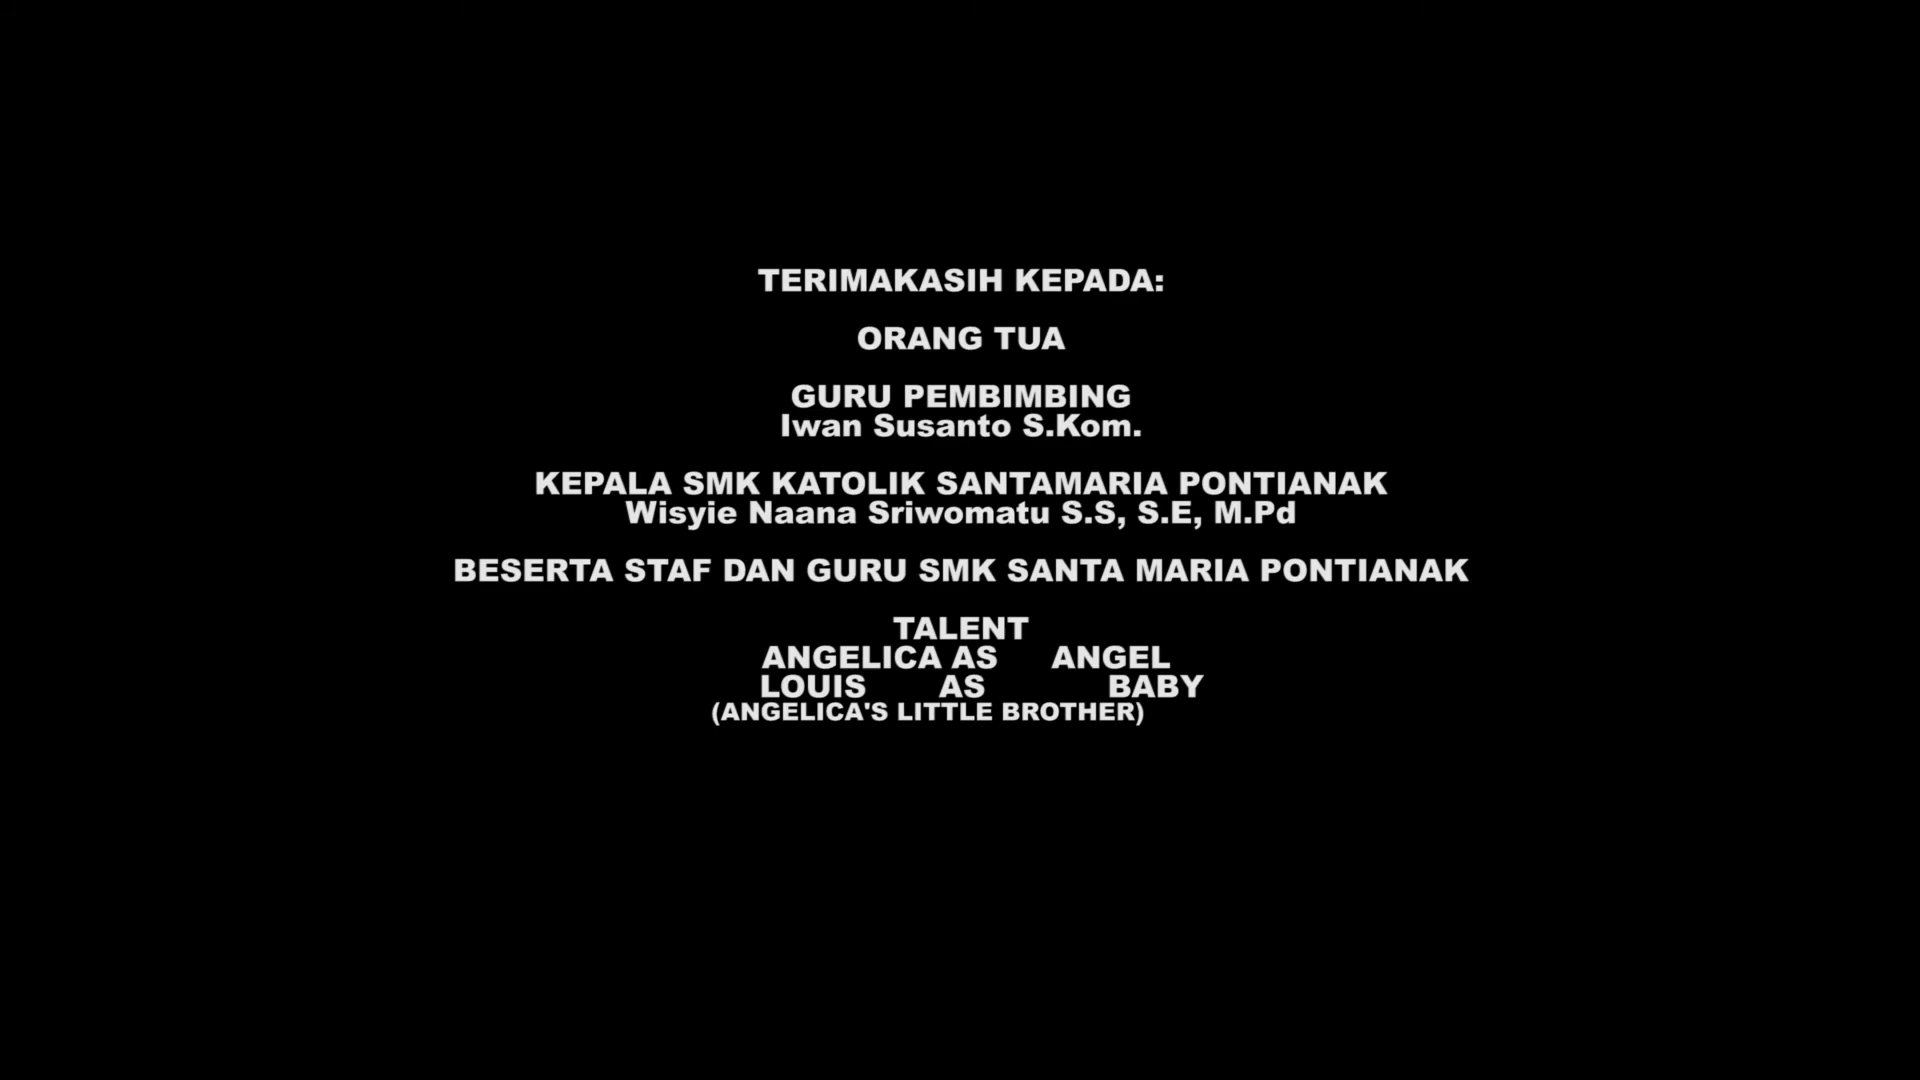 TERIMAKASIH KEPADA:
ORANG TUA
GURU PEMBIMBING
Iwan Susanto S.Kom.
KEPALA SMK KATOLIK SANTAMARIA PONTIANAK
Wisyie Naana Sriwomatu S.S, S.E, M.Pd
BESERTA STAF DAN GURU SMK SANTA MARIA PONTIANAK
TALENT
ANGELICA AS ANGEL
LOUIS AS BABY
(ANGELICA'S LITTLE BROTHER)